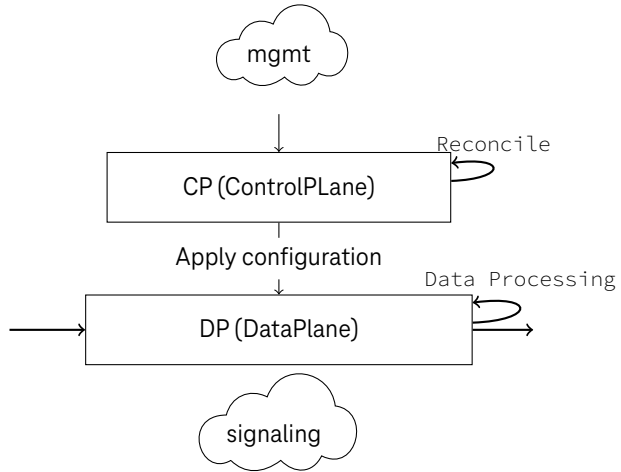 mgmt
Reconcile
CP (ControlPLane)
Apply configuration
Data Processing
DP (DataPlane)
signaling